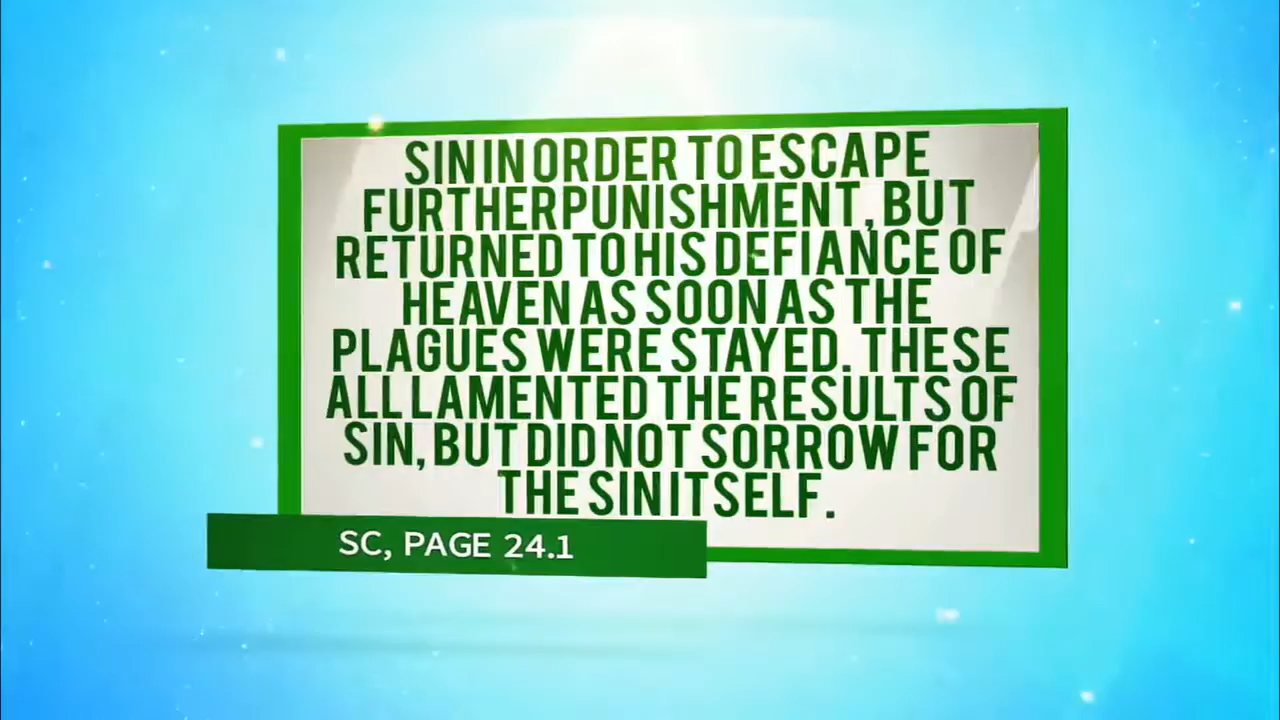 SIN IN ORDER TO ESCAPE
FURTHER PUNISHMENT, BUT
RETURNED TO HIS DEFIANCE OF
HEAVEN AS SOON AS THE
PLAGUES WERE STAYED. THESE
ALL LAMENTED THE RESULTS OF
SIN, BUT DID NOT SORROW FOR
THE SIN ITSELF.
SC, PAGE 24.1